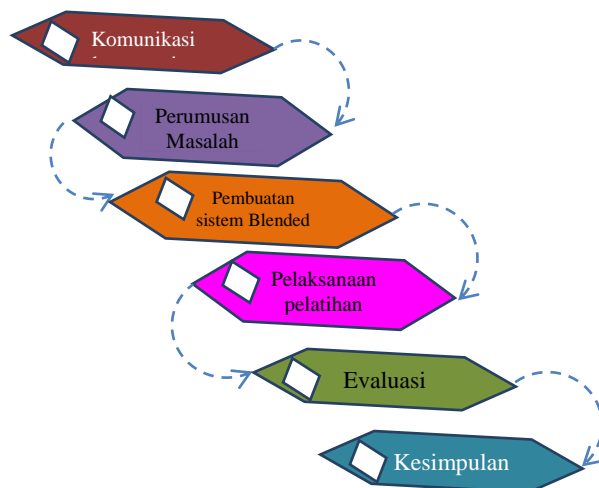 Komunikasi
Perumusan
Masalah
Pembuatan
sistem Blended
Pelaksanaan
pelatihan
Evaluasi
Kesimpulan